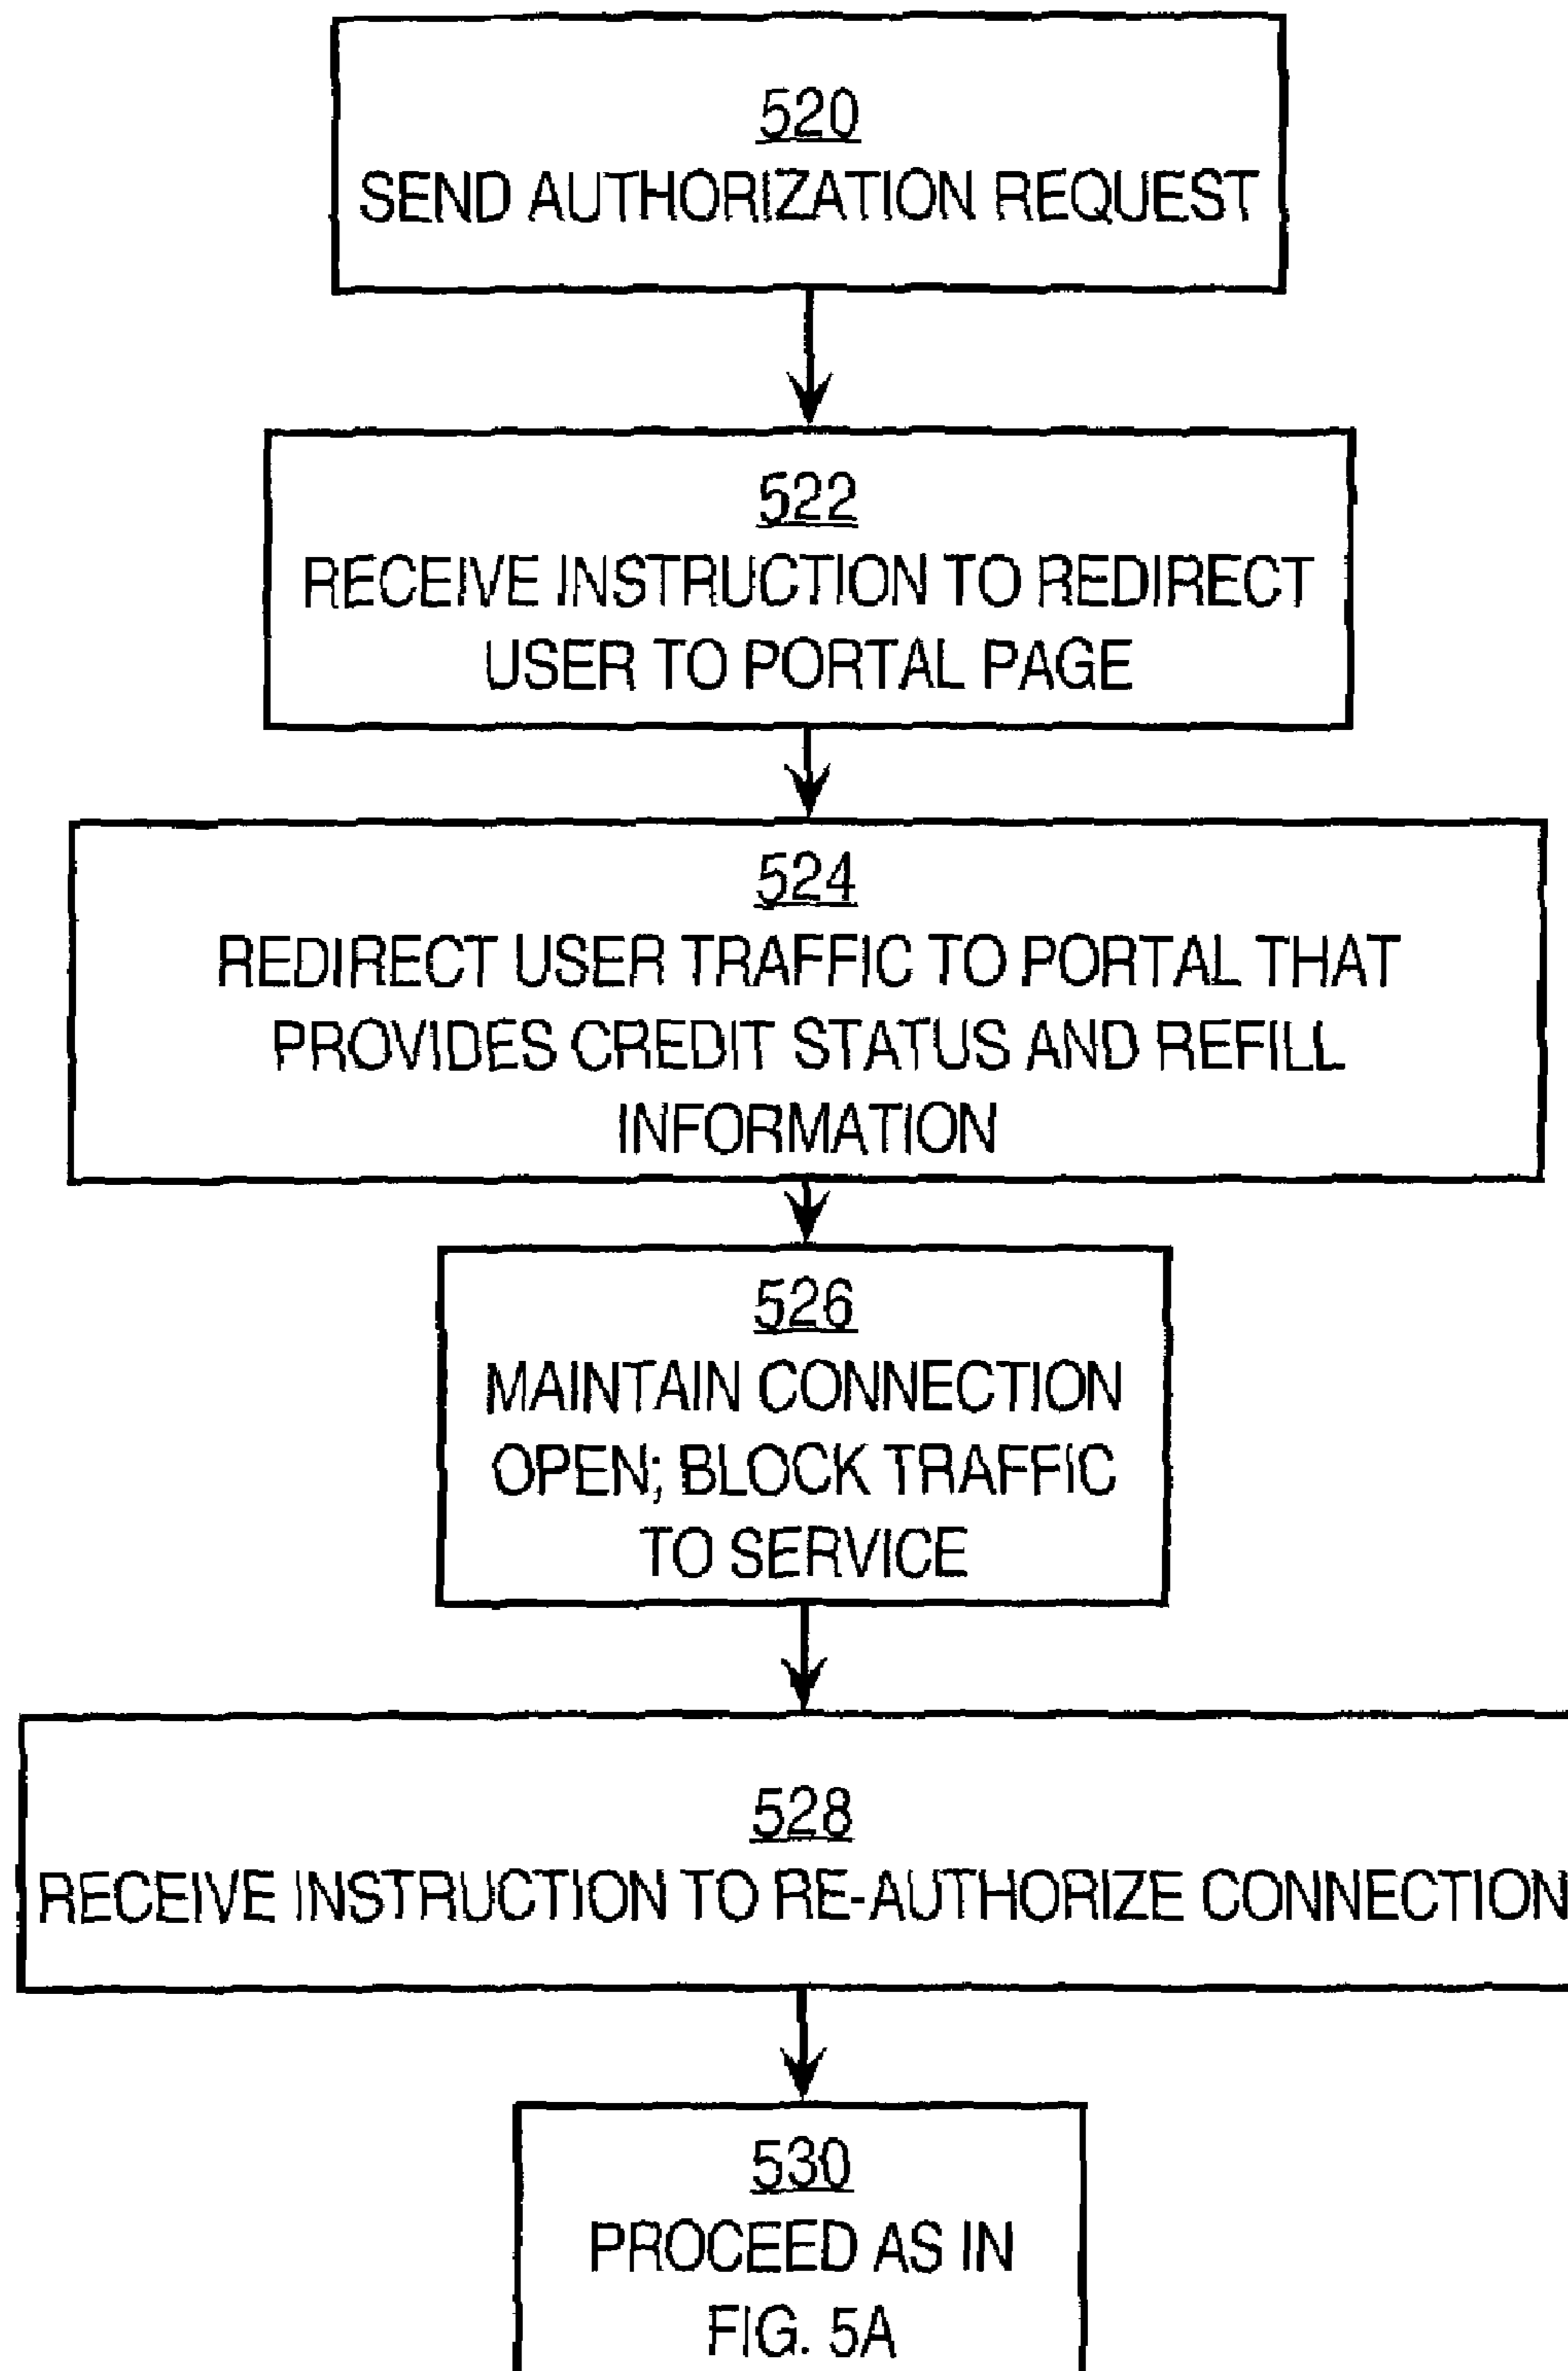 520
SEND AUTHORIZATION REQUEST
522
RECEIVE INSTRUCTION TO REDIRECT
USER TO PORTAL PAGE
524
REDIRECT USER TRAFFIC TO PORTAL THAT
PROVIDES CREDIT STATUS AND REFILL
INFORMATION
526
MAINTAIN CONNECTION
OPEN; BLOCK TRAFFIC
TO SERVICE
528
RECEIVE INSTRUCTION TO RE-AUTHORIZE CONNECTION
530
PROCEED AS IN
FIG. 5A